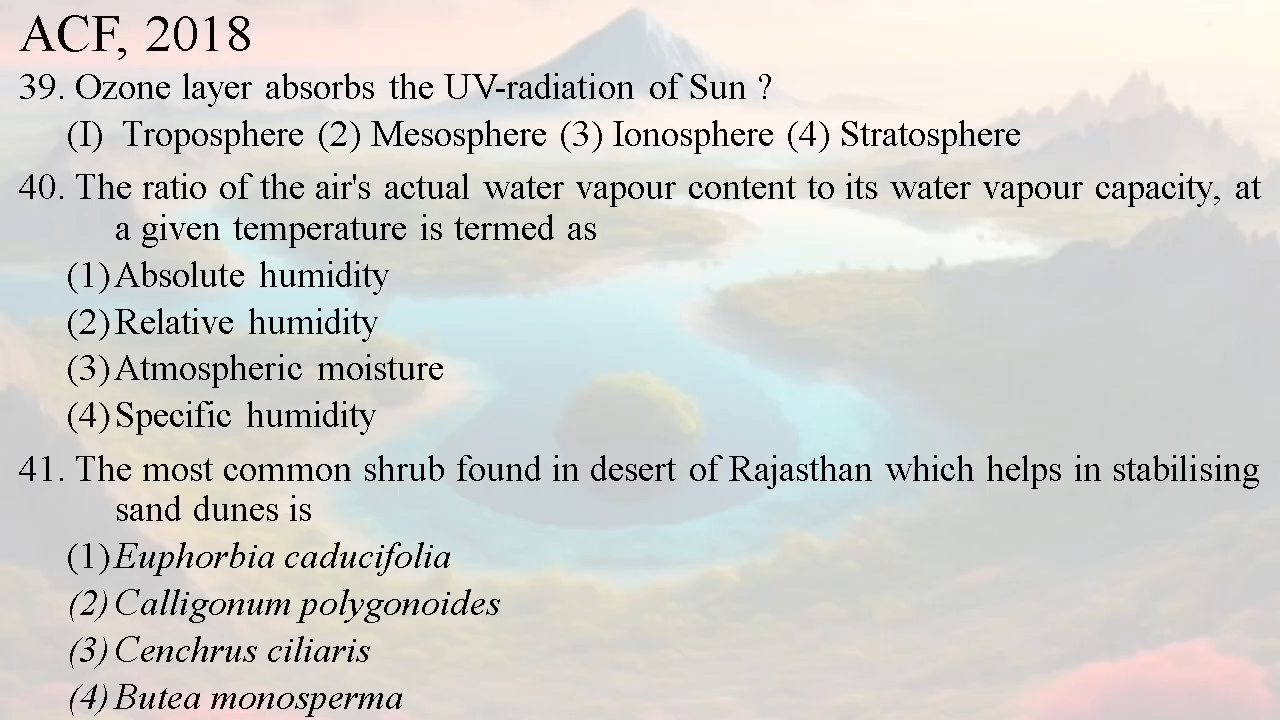 ACF, 2018
39. Ozone layer absorbs the UV-radiation of Sun ?
(I) Troposphere (2) Mesosphere (3) Ionosphere (4) Stratosphere
40. The ratio of the air's actual water vapour content to its water vapour capacity, at
a given temperature is termed as
(1) Absolute humidity
(2) Relative humidity
(3) Atmospheric moisture
(4) Specific humidity
41. The most common shrub found in desert of Rajasthan which helps in stabilising
sand dunes is
(1) Euphorbia caducifolia
(2) Calligonum polygonoides
(3) Cenchrus ciliaris
(4) Butea monosperma